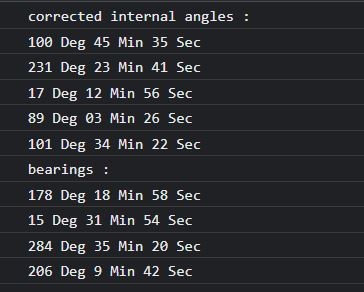 corrected internal angles :
100 Deg 45 Min 35 Sec
231 Deg 23 Min 41 Sec
17 Deg 12 Min 56 Sec
89 Deg 03 Min 26 Sec
101 Deg 34 Min 22 Sec
bearings :
178 Deg 18 Min 58 Sec
15 Deg 31 Min 54 Sec
284 Deg 35 Min 20 Sec
206 Deg 9 Min 42 Sec